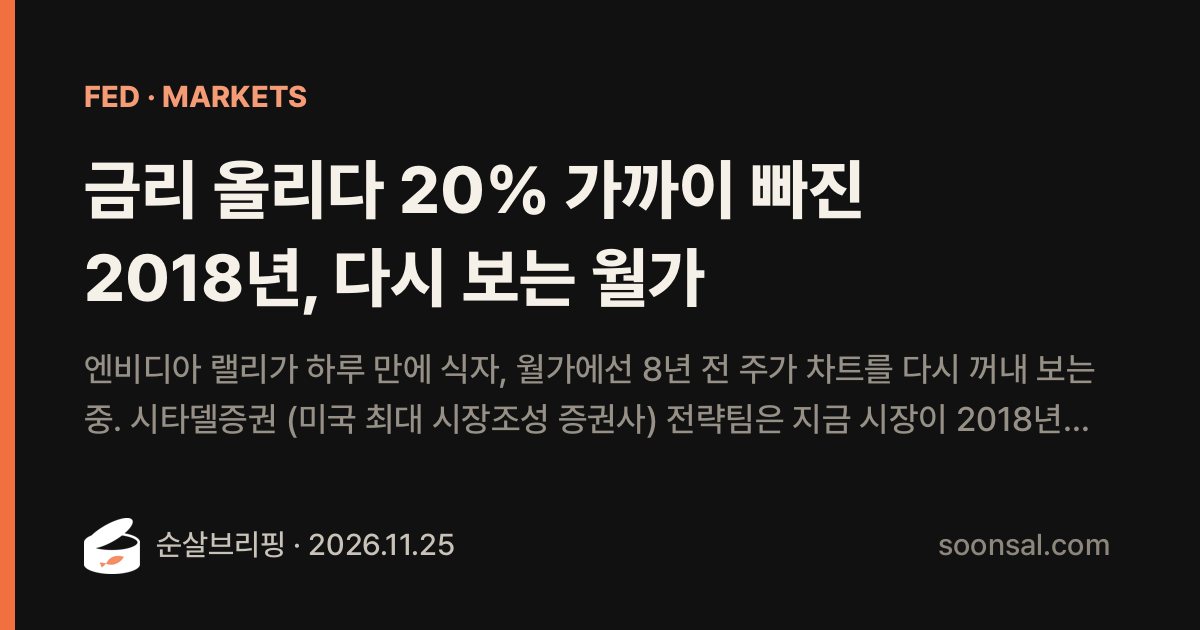 FED · MARKETS
금리 올리다 20% 가까이 빠진
2018년, 다시 보는 월가
엔비디아 랠리가 하루 만에 식자, 월가에선 8년 전 주가 차트를 다시 꺼내 보는
중. 시타델증권 (미국 최대 시장조성 증권사) 전략팀은 지금 시장이 2018년...
순살브리핑 · 2026.11.25
soonsal.com